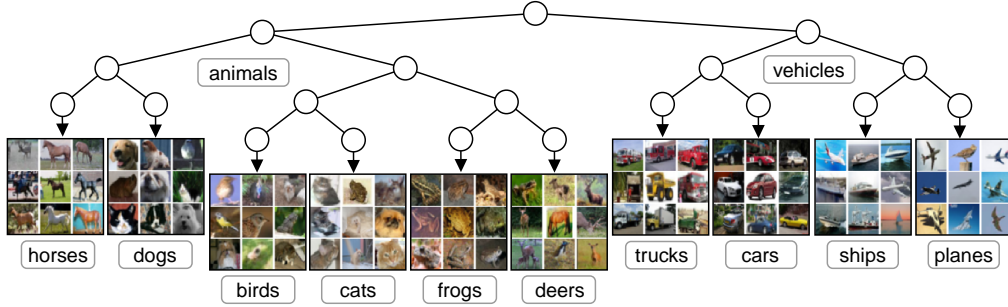 animals
vehicles
horses
dogs
trucks
cars
ships
planes
birds
cats
frogs
deers